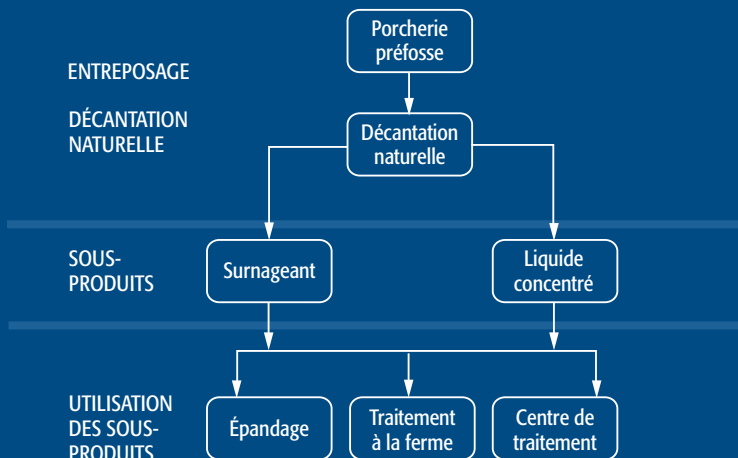 Porcherie
préfosse
ENTREPOSAGE
DÉCANTATION
NATURELLE
Décantation
naturelle
SOUS-
PRODUITS
Surnageant
Liquide
concentré
UTILISATION
DES SOUS-
PRODUITS
Épandage
Traitement
à la ferme
Centre de
traitement